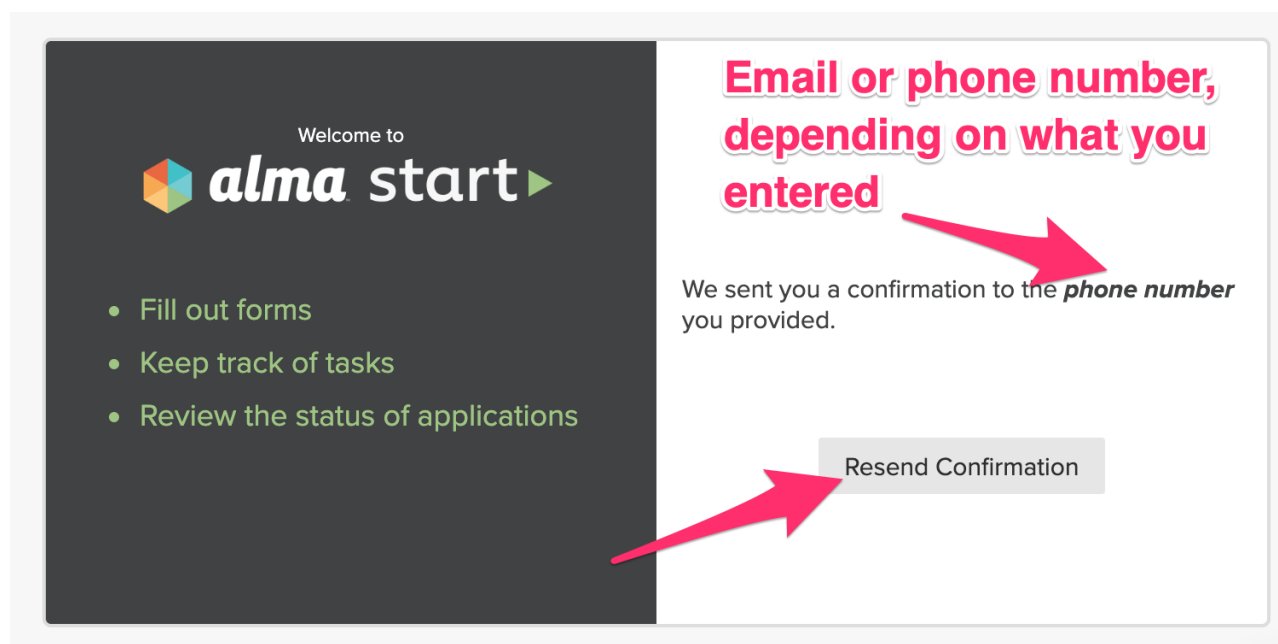 Welcome to
alma start
• Fill out forms
• Keep track of tasks
• Review the status of applications
Email or phone number,
depending on what you
entered
We sent you a confirmation to the phone number
you provided.
Resend Confirmation